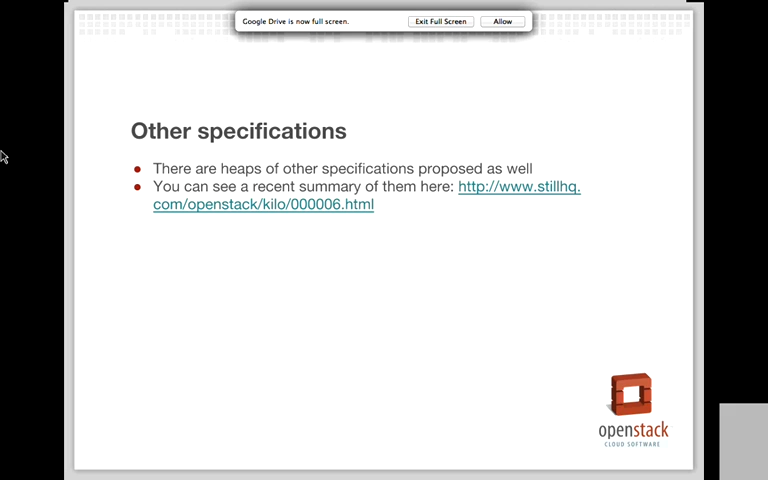 Google Drive is now full screen. Exit Full Screen Allow
Other specifications
There are heaps of other specifications proposed as well
You can see a recent summary of them here: http://www.stillhq.
com/openstack/kilo/000006.html
openstack
CLOUD SOFTWARE